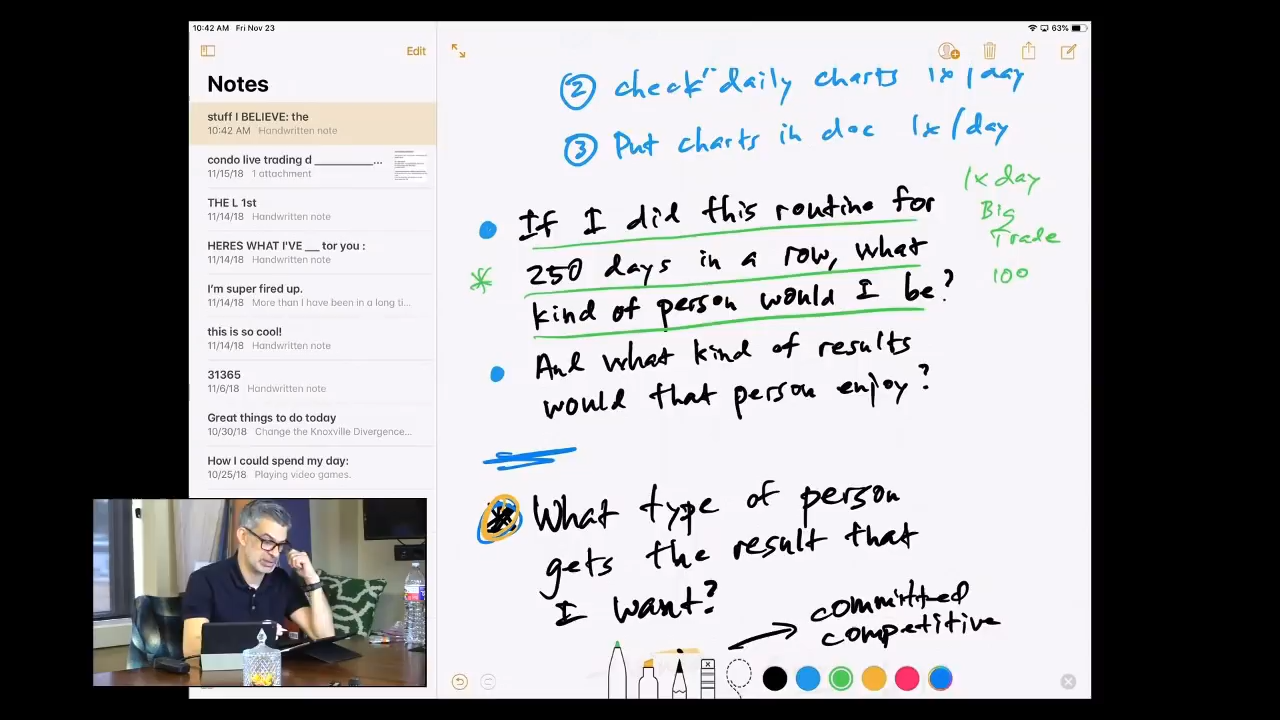 10:42 AM Fri Nov 23
63%
Edit
Notes
stuff I BELIEVE: the
10:42 AM Handwritten note
condo live trading d __________...
11/15/18 1 attachment
THE L 1st
11/14/18 Handwritten note
HERES WHAT I'VE __ tor you :
11/14/18 Handwritten note
I'm super fired up.
11/14/18 More than I have been in a long ti...
this is so cool!
11/14/18 Handwritten note
31365
11/6/18 Handwritten note
Great things to do today
10/30/18 Change the Knoxville Divergence...
How I could spend my day:
10/25/18 Playing video games.
② check "daily charts 1x/day
③ Put charts in doc 1x/day
1x day
Big
Trade
100
• If I did this routine for
* 250 days in a row, what
kind of person would I be?
• And what kind of results
would that person enjoy?
* What type of person
gets the result that
I want?
→ committed
competitive